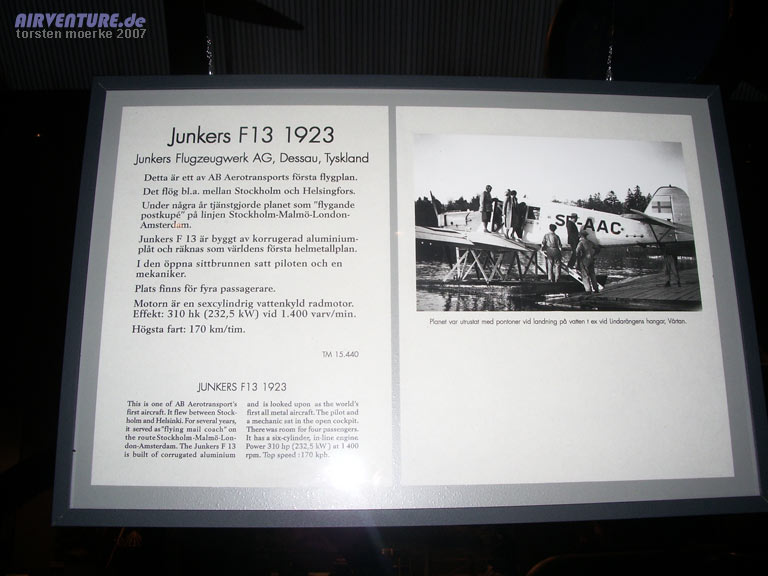 AIRVENTURE.de
torsten moerke 2007
Junkers F13 1923
Junkers Flugzeugwerk AG, Dessau, Tyskland
Detta är ett av AB Aerotransports första flygplan.
Det flög bl.a. mellan Stockholm och Helsingfors.
Under några år tjänstgjorde planet som "flygande
postkupé" på linjen Stockholm-Malmö-London-
Amsterdam.
Junkers F 13 är byggt av korrugerad aluminium-
plåt och räknas som världens första helmetallplan.
I den öppna sittbrunnen satt piloten och en
mekaniker.
Plats finns för fyra passagerare.
Motorn är en sexcylindrig vattenkyld radmotor.
Effekt: 310 hk (232,5 kW) vid 1.400 varv/min.
Högsta fart: 170 km/tim.
TM 15.440
JUNKERS F13 1923
This is one of AB Aerotransport's
first aircraft. It flew between Stock-
holm and Helsinki. For several years,
it served as "flying mail coach" on
the route Stockholm-Malmö-Lon-
don-Amsterdam. The Junkers F 13
is built of corrugated aluminium
and is looked upon as the world's
first all metal aircraft. The pilot and
a mechanic sat in the open cockpit.
There was room for four passengers.
It has a six-cylinder, in-line engine.
Power 310 hp (232,5 kW) at 1 400
rpm. Top speed :170 kph.
AAC
Planet var utrustat med pontoner vid landning på vatten t ex vid Lindarängens hangar, Värtan.